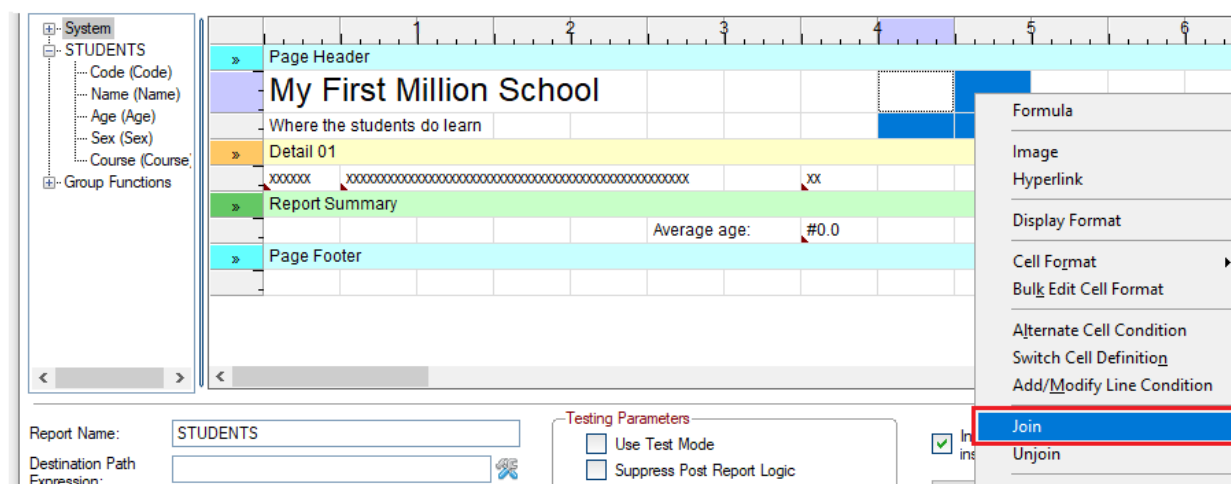 System
STUDENTS
Code (Code)
Name (Name)
Age (Age)
Sex (Sex)
Course (Course)
Group Functions
1 2 3 4 5 6
» Page Header
My First Million School
Where the students do learn
» Detail 01
xxxxxx xxxxxxxxxxxxxxxxxxxxxxxxxxxxxxxxxxxxxxxxxxxxxxxxxx xx
» Report Summary
Average age: #0.0
» Page Footer
Formula
Image
Hyperlink
Display Format
Cell Format
Bulk Edit Cell Format
Alternate Cell Condition
Switch Cell Definition
Add/Modify Line Condition
Join
Unjoin
Report Name: STUDENTS
Destination Path
Expression:
Testing Parameters
Use Test Mode
Suppress Post Report Logic
In
ins